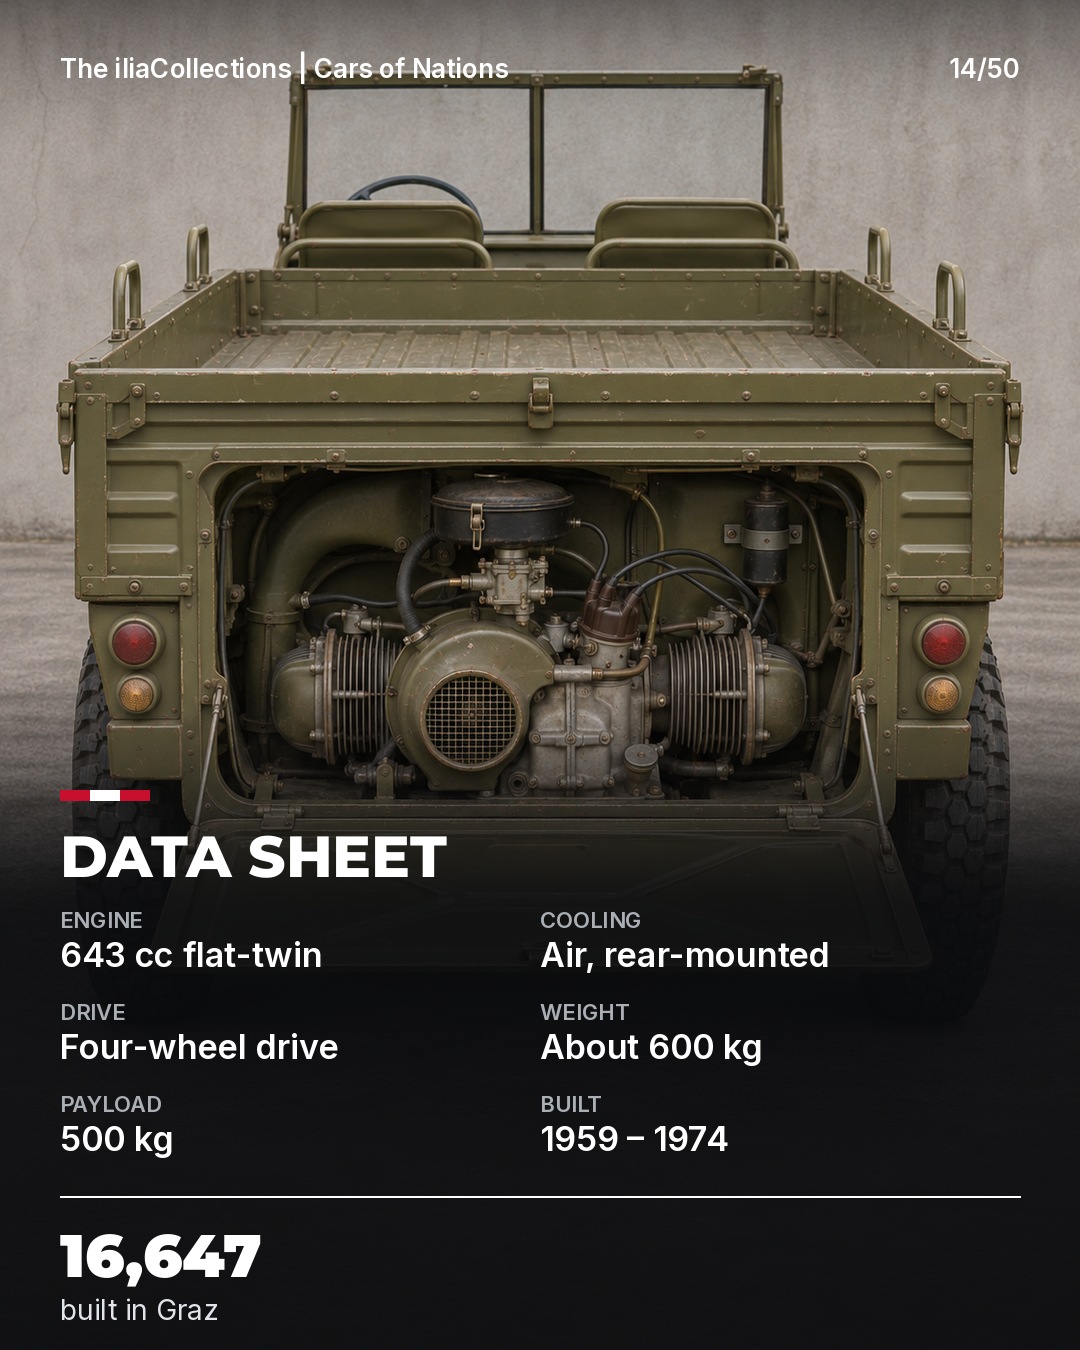 The iliaCollections | Cars of Nations
14/50
DATA SHEET
ENGINE
643 cc flat-twin
COOLING
Air, rear-mounted
DRIVE
Four-wheel drive
WEIGHT
About 600 kg
PAYLOAD
500 kg
BUILT
1959 – 1974
16,647
built in Graz